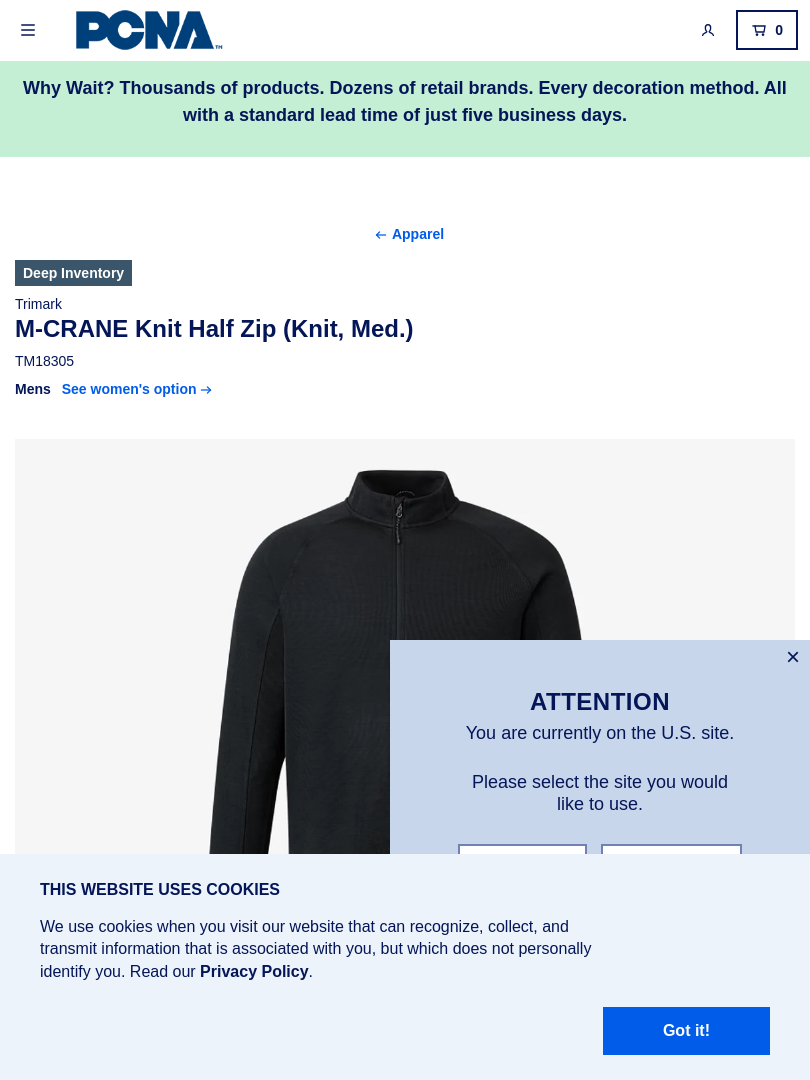 PCNA™
0
Why Wait? Thousands of products. Dozens of retail brands. Every decoration method. All
with a standard lead time of just five business days.
← Apparel
Deep Inventory
Trimark
M-CRANE Knit Half Zip (Knit, Med.)
TM18305
Mens See women's option →
×
ATTENTION
You are currently on the U.S. site.
Please select the site you would
like to use.
THIS WEBSITE USES COOKIES
We use cookies when you visit our website that can recognize, collect, and
transmit information that is associated with you, but which does not personally
identify you. Read our Privacy Policy.
Got it!